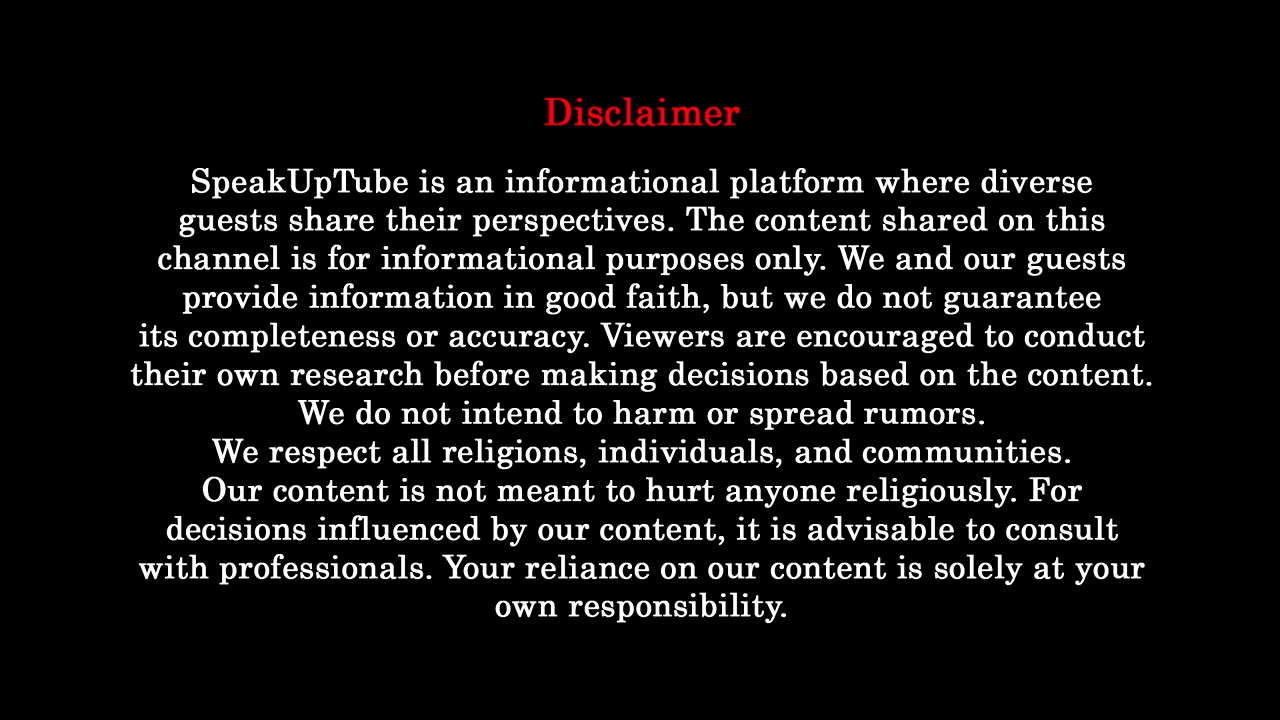 Disclaimer
SpeakUpTube is an informational platform where diverse
guests share their perspectives. The content shared on this
channel is for informational purposes only. We and our guests
provide information in good faith, but we do not guarantee
its completeness or accuracy. Viewers are encouraged to conduct
their own research before making decisions based on the content.
We do not intend to harm or spread rumors.
We respect all religions, individuals, and communities.
Our content is not meant to hurt anyone religiously. For
decisions influenced by our content, it is advisable to consult
with professionals. Your reliance on our content is solely at your
own responsibility.